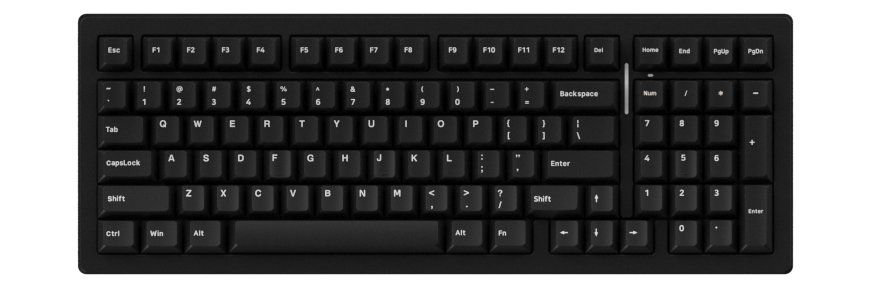 Esc F1 F2 F3 F4 F5 F6 F7 F8 F9 F10 F11 F12 Del Home End PgUp PgDn
~ ! @ # $ % ^ & * ( ) _ +
` 1 2 3 4 5 6 7 8 9 0 - = Backspace Num / * −
Tab Q W E R T Y U I O P { [ } ] ¦ \ 7 8 9 +
CapsLock A S D F G H J K L : ; " ' Enter 4 5 6
Shift Z X C V B N M < , > . ? / Shift ↑ 1 2 3 Enter
Ctrl Win Alt Alt Fn ← ↓ → 0 .